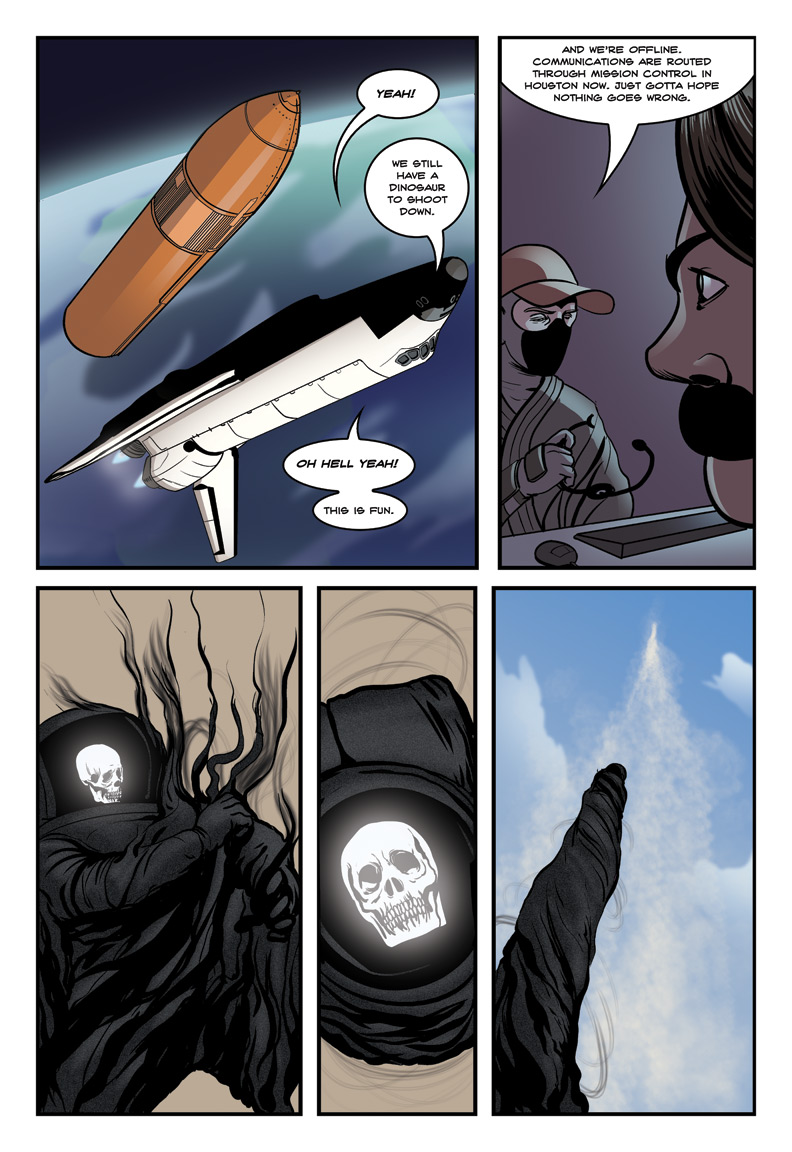 YEAH!
WE STILL
HAVE A
DINOSAUR
TO SHOOT
DOWN.
OH HELL YEAH!
THIS IS FUN.
AND WE'RE OFFLINE.
COMMUNICATIONS ARE ROUTED
THROUGH MISSION CONTROL IN
HOUSTON NOW. JUST GOTTA HOPE
NOTHING GOES WRONG.